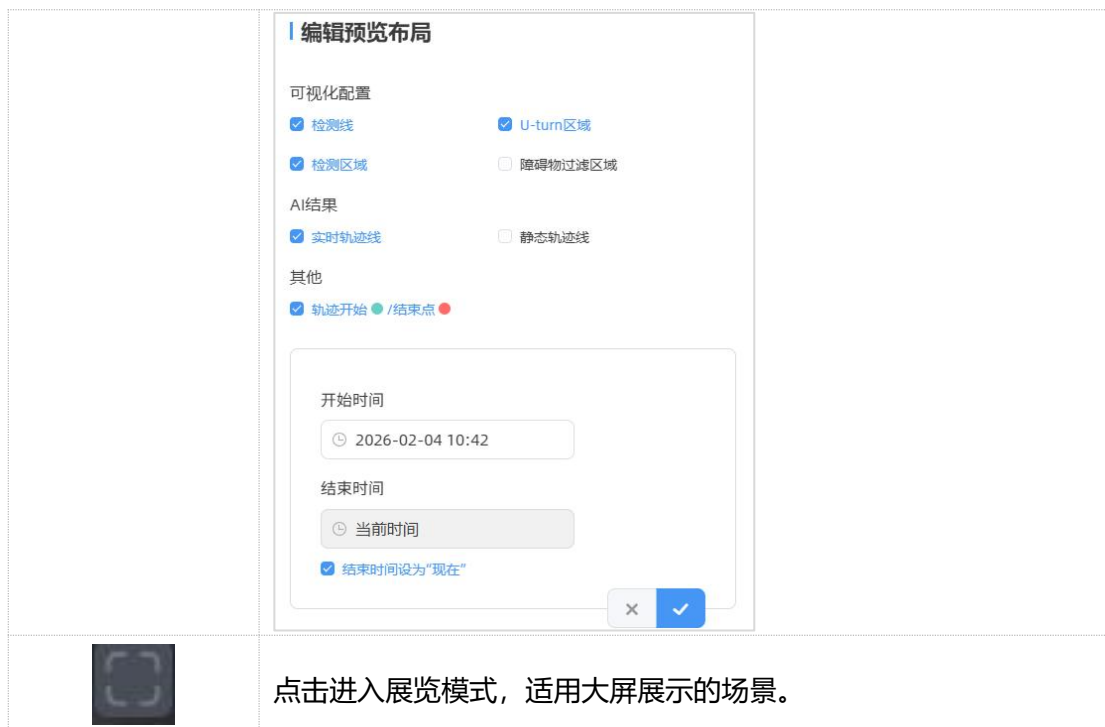 编辑预览布局
可视化配置
检测线 U-turn区域
检测区域 障碍物过滤区域
AI结果
实时轨迹线 静态轨迹线
其他
轨迹开始 /结束点
开始时间
2026-02-04 10:42
结束时间
当前时间
结束时间设为“现在”
点击进入展览模式，适用大屏展示的场景。